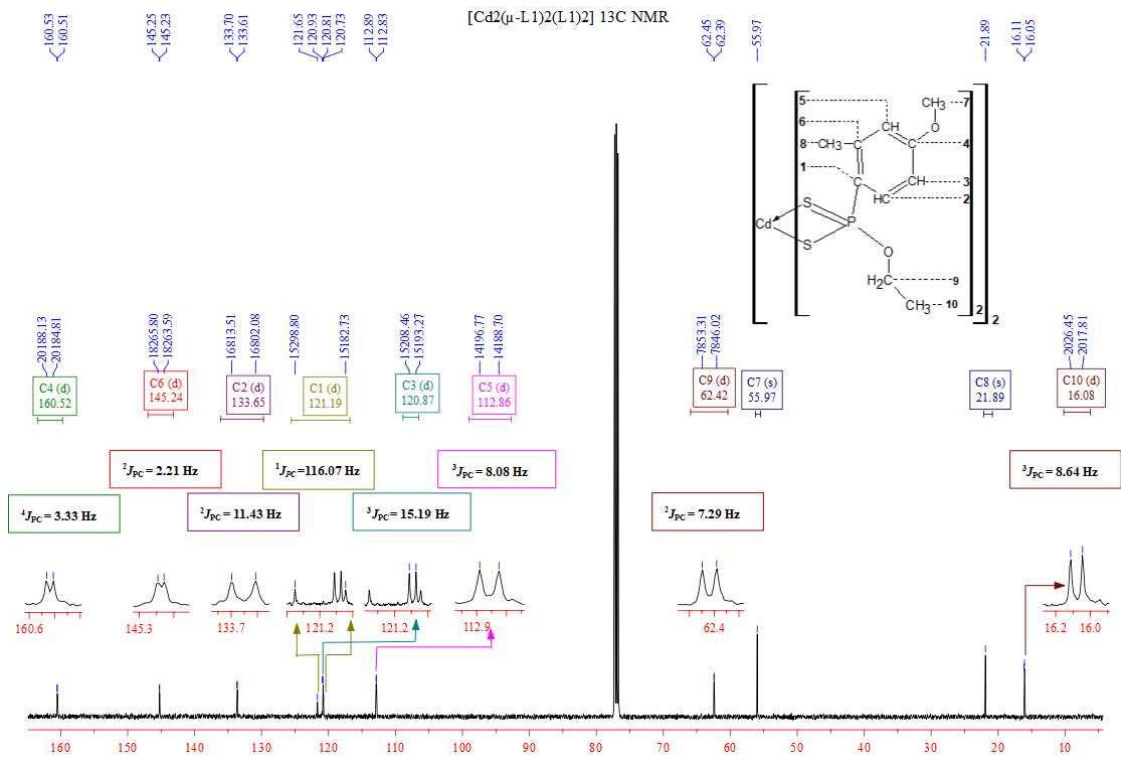 [Cd2(µ-L1)2(L1)2] 13C NMR
160.53
160.51
145.25
145.23
133.70
133.61
121.65
120.93
120.81
120.73
112.89
112.83
62.45
62.39
55.97
21.89
16.11
16.05
5
CH3
7
6
CH
O
8
CH3
C
C
4
1
C
CH
3
HC
2
S
Cd
P
S
O
H2C
9
CH3
10
2
2
20188.13
20184.81
18265.80
18263.59
16813.51
16802.08
15298.80
15182.73
15208.46
15193.27
14196.77
14188.70
7853.31
7846.02
2026.45
2017.81
C4 (d)
160.52
C6 (d)
145.24
C2 (d)
133.65
C1 (d)
121.19
C3 (d)
120.87
C5 (d)
112.86
C9 (d)
62.42
C7 (s)
55.97
C8 (s)
21.89
C10 (d)
16.08
²JPC = 2.21 Hz
¹JPC =116.07 Hz
³JPC = 8.08 Hz
³JPC = 8.64 Hz
⁴JPC = 3.33 Hz
²JPC = 11.43 Hz
³JPC = 15.19 Hz
²JPC = 7.29 Hz
160.6
145.3
133.7
121.2
121.2
112.9
62.4
16.2
16.0
160
150
140
130
120
110
100
90
80
70
60
50
40
30
20
10